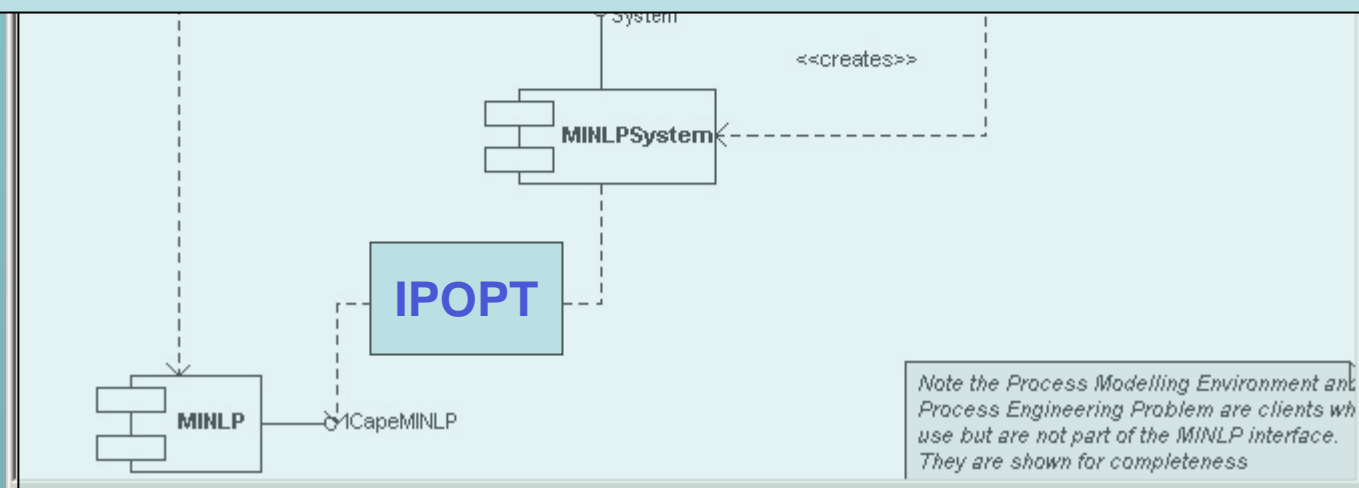 System
<<creates>>
MINLPSystem
IPOPT
MINLP
ICapeMINLP
Note the Process Modelling Environment and
Process Engineering Problem are clients wh
use but are not part of the MINLP interface.
They are shown for completeness